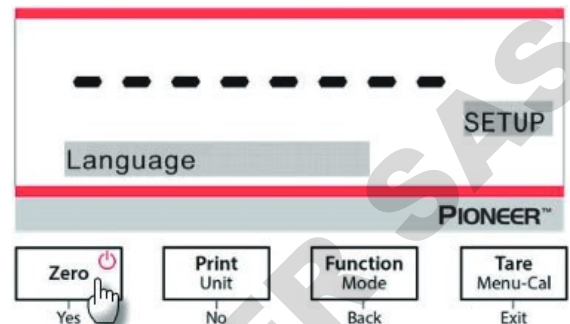 --------
SETUP
Language
PIONEER™
Zero Print Function Tare
Unit Mode Menu-Cal
Yes No Back Exit